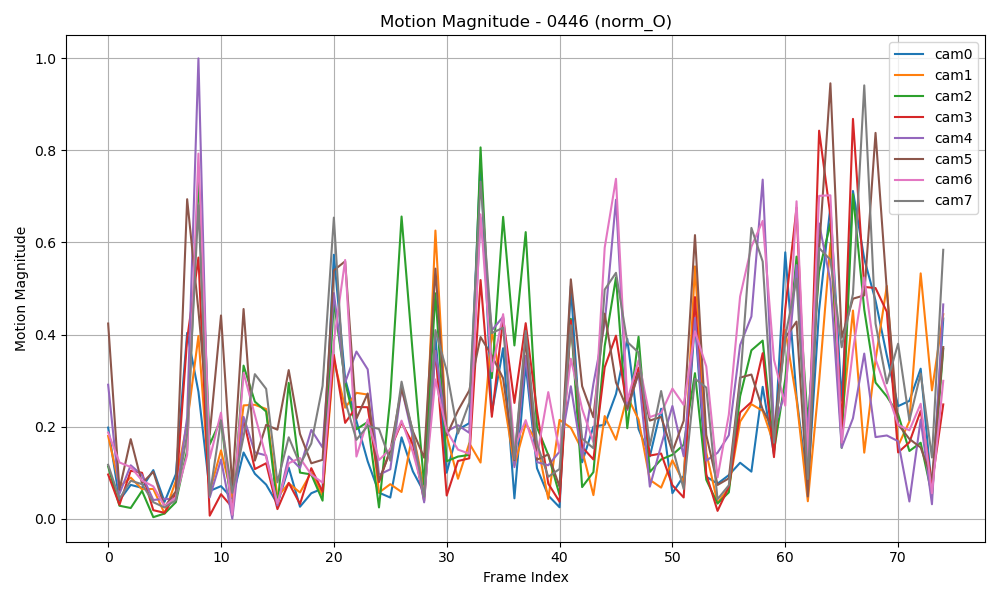 Motion Magnitude - 0446 (norm_O)
Motion Magnitude
1.0
0.8
0.6
0.4
0.2
0.0
0 10 20 30 40 50 60 70
Frame Index
cam0
cam1
cam2
cam3
cam4
cam5
cam6
cam7